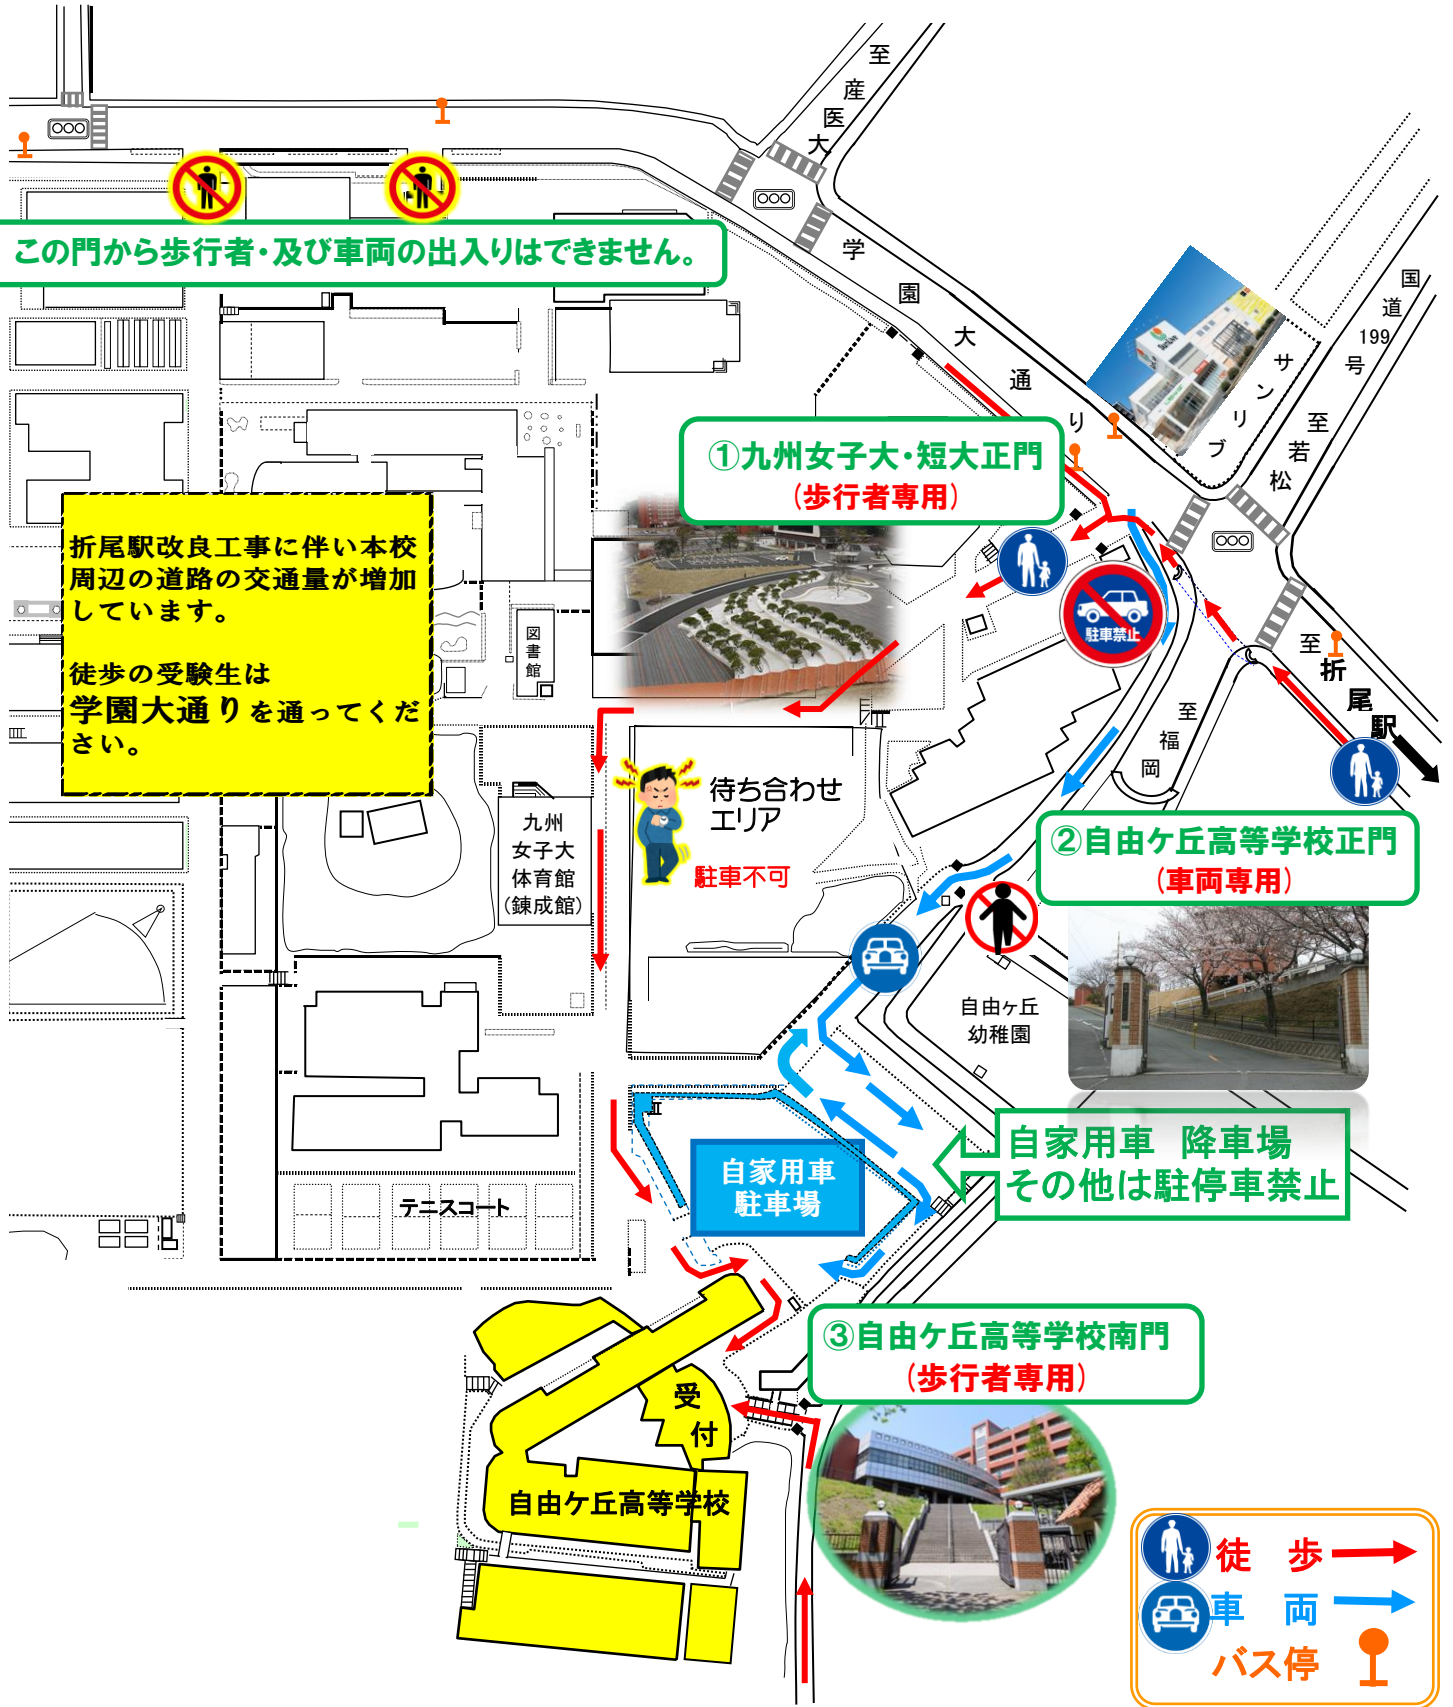 至産医大
この門から歩行者・及び車両の出入りはできません。
学園大通り
国道199号
サンリブ
至若松
①九州女子大・短大正門
(歩行者専用)
折尾駅改良工事に伴い本校
周辺の道路の交通量が増加
しています。
徒歩の受験生は
学園大通りを通ってくだ
さい。
図書館
駐車禁止
至折尾駅
至福岡
待ち合わせ
エリア
駐車不可
九州
女子大
体育館
(錬成館)
②自由ケ丘高等学校正門
(車両専用)
自由ヶ丘
幼稚園
自家用車 降車場
その他は駐停車禁止
自家用車
駐車場
テニスコート
③自由ケ丘高等学校南門
(歩行者専用)
受付
自由ケ丘高等学校
徒 歩
車 両
バス停